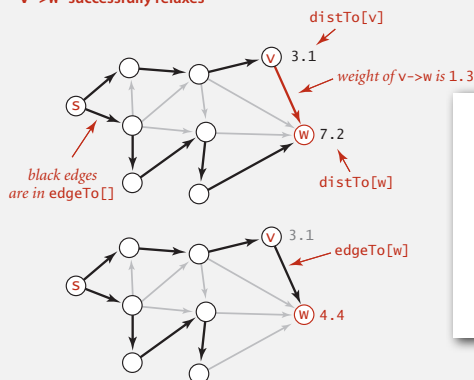 v->w successfully relaxes
distTo[v]
v 3.1
weight of v->w is 1.3
s
w 7.2
black edges
are in edgeTo[]
distTo[w]
v 3.1
edgeTo[w]
s
w 4.4